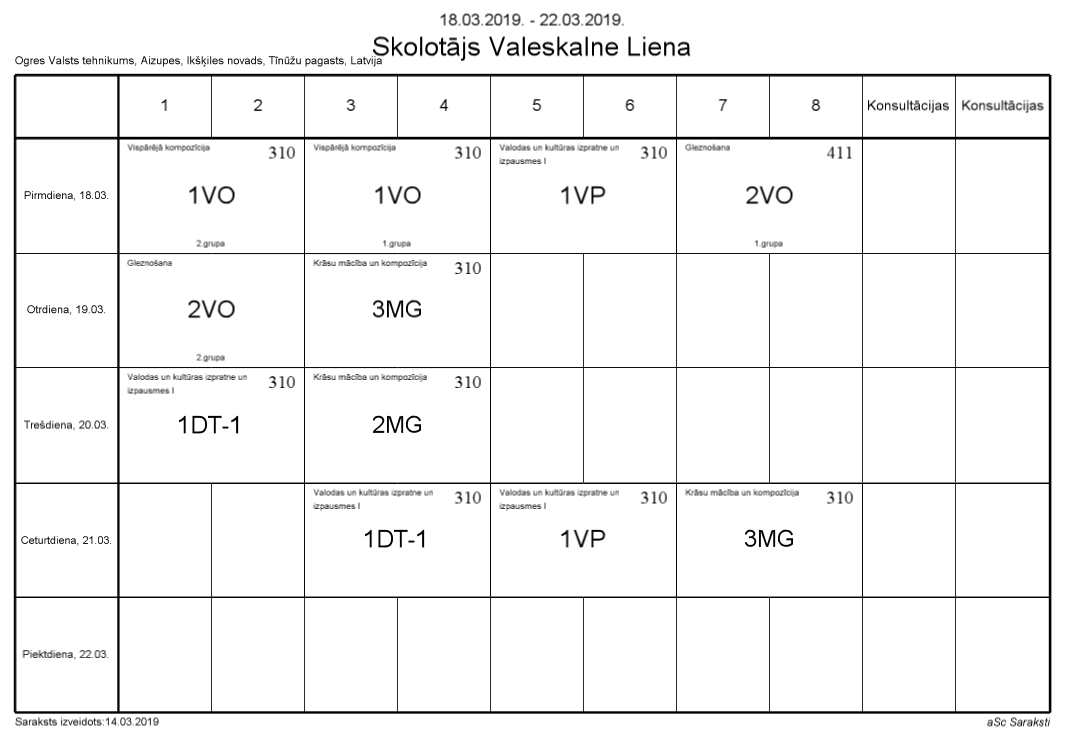 18.03.2019. - 22.03.2019.
Skolotājs Valeskalne Liena
Ogres Valsts tehnikums, Aizupes, Ikšķiles novads, Tīnūžu pagasts, Latvija
1 2 3 4 5 6 7 8 Konsultācijas Konsultācijas
Pirmdiena, 18.03.
Vispārējā kompozīcija 310
1VO
2.grupa
Vispārējā kompozīcija 310
1VO
1.grupa
Valodas un kultūras izpratne un 310
izpausmes I
1VP
Gleznošana 411
2VO
1.grupa
Otrdiena, 19.03.
Gleznošana
2VO
2.grupa
Krāsu mācība un kompozīcija 310
3MG
Trešdiena, 20.03.
Valodas un kultūras izpratne un 310
izpausmes I
1DT-1
Krāsu mācība un kompozīcija 310
2MG
Ceturtdiena, 21.03.
Valodas un kultūras izpratne un 310
izpausmes I
1DT-1
Valodas un kultūras izpratne un 310
izpausmes I
1VP
Krāsu mācība un kompozīcija 310
3MG
Piektdiena, 22.03.
Saraksts izveidots:14.03.2019
aSc Saraksti